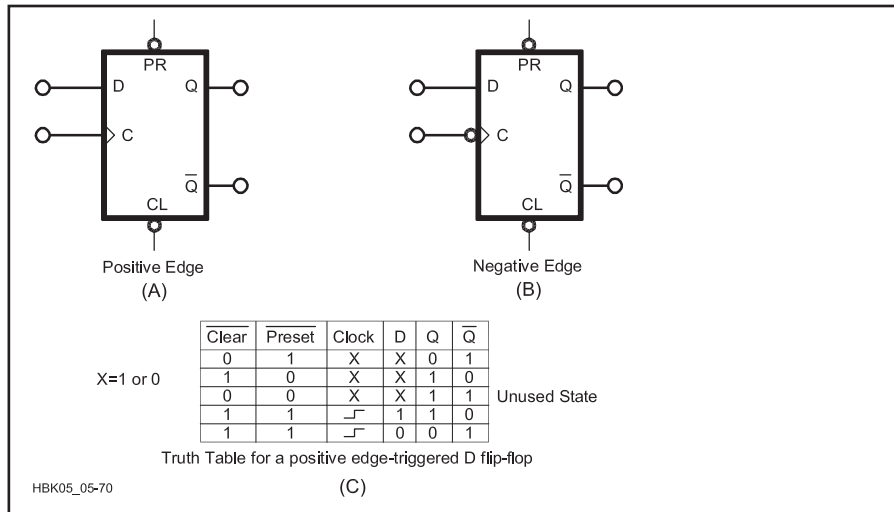 PR
D Q
C
Q̅
CL
Positive Edge
(A)
PR
D Q
C
Q̅
CL
Negative Edge
(B)
X=1 or 0
C̅l̅e̅a̅r̅ P̅r̅e̅s̅e̅t̅ Clock D Q Q̅
0 1 X X 0 1
1 0 X X 1 0
0 0 X X 1 1 Unused State
1 1 1 1 0
1 1 0 0 1
Truth Table for a positive edge-triggered D flip-flop
(C)
HBK05_05-70